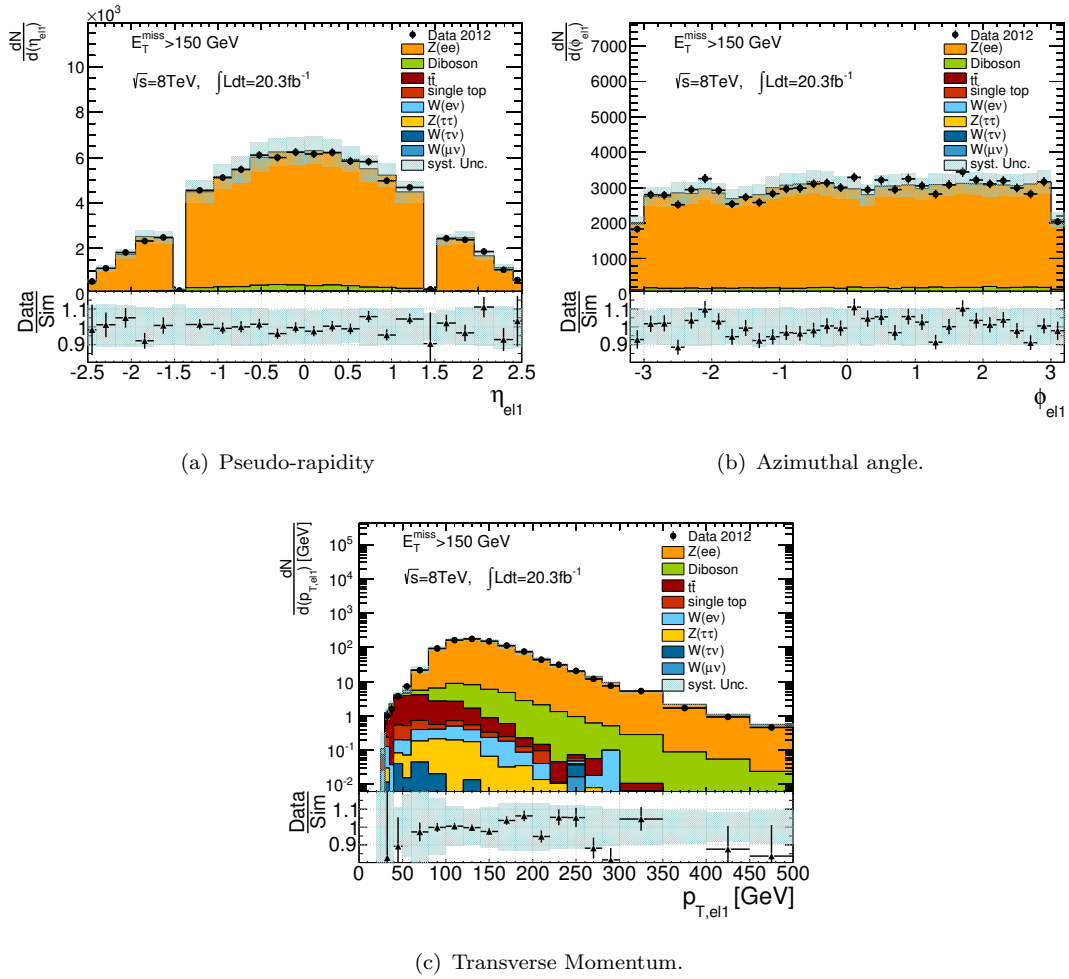 dN
d(η_el1)
×10³
E_T^miss>150 GeV
√s=8TeV, ∫Ldt=20.3fb⁻¹
Data 2012
Z(ee)
Diboson
tt̄
single top
W(eν)
Z(ττ)
W(τν)
W(μν)
syst. Unc.
10
8
6
4
2
0
Data
Sim
1.1
1
0.9
-2.5 -2 -1.5 -1 -0.5 0 0.5 1 1.5 2 2.5
η_el1
(a) Pseudo-rapidity
dN
d(ϕ_el1)
E_T^miss>150 GeV
√s=8TeV, ∫Ldt=20.3fb⁻¹
Data 2012
Z(ee)
Diboson
tt̄
single top
W(eν)
Z(ττ)
W(τν)
W(μν)
syst. Unc.
7000
6000
5000
4000
3000
2000
1000
0
Data
Sim
1.1
1
0.9
-3 -2 -1 0 1 2 3
ϕ_el1
(b) Azimuthal angle.
dN
d(p_T,el1) [GeV]
E_T^miss>150 GeV
√s=8TeV, ∫Ldt=20.3fb⁻¹
Data 2012
Z(ee)
Diboson
tt̄
single top
W(eν)
Z(ττ)
W(τν)
W(μν)
syst. Unc.
10⁵
10⁴
10³
10²
10
1
10⁻¹
10⁻²
Data
Sim
1.1
1
0.9
0 50 100 150 200 250 300 350 400 450 500
p_T,el1 [GeV]
(c) Transverse Momentum.